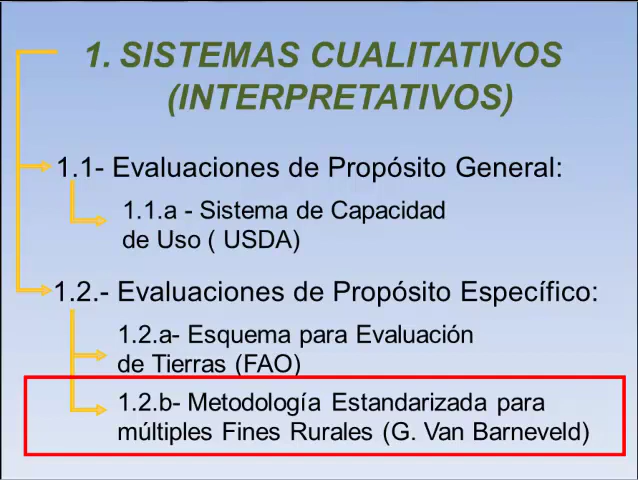 1. SISTEMAS CUALITATIVOS
(INTERPRETATIVOS)
1.1- Evaluaciones de Propósito General:
1.1.a - Sistema de Capacidad
de Uso ( USDA)
1.2.- Evaluaciones de Propósito Específico:
1.2.a- Esquema para Evaluación
de Tierras (FAO)
1.2.b- Metodología Estandarizada para
múltiples Fines Rurales (G. Van Barneveld)